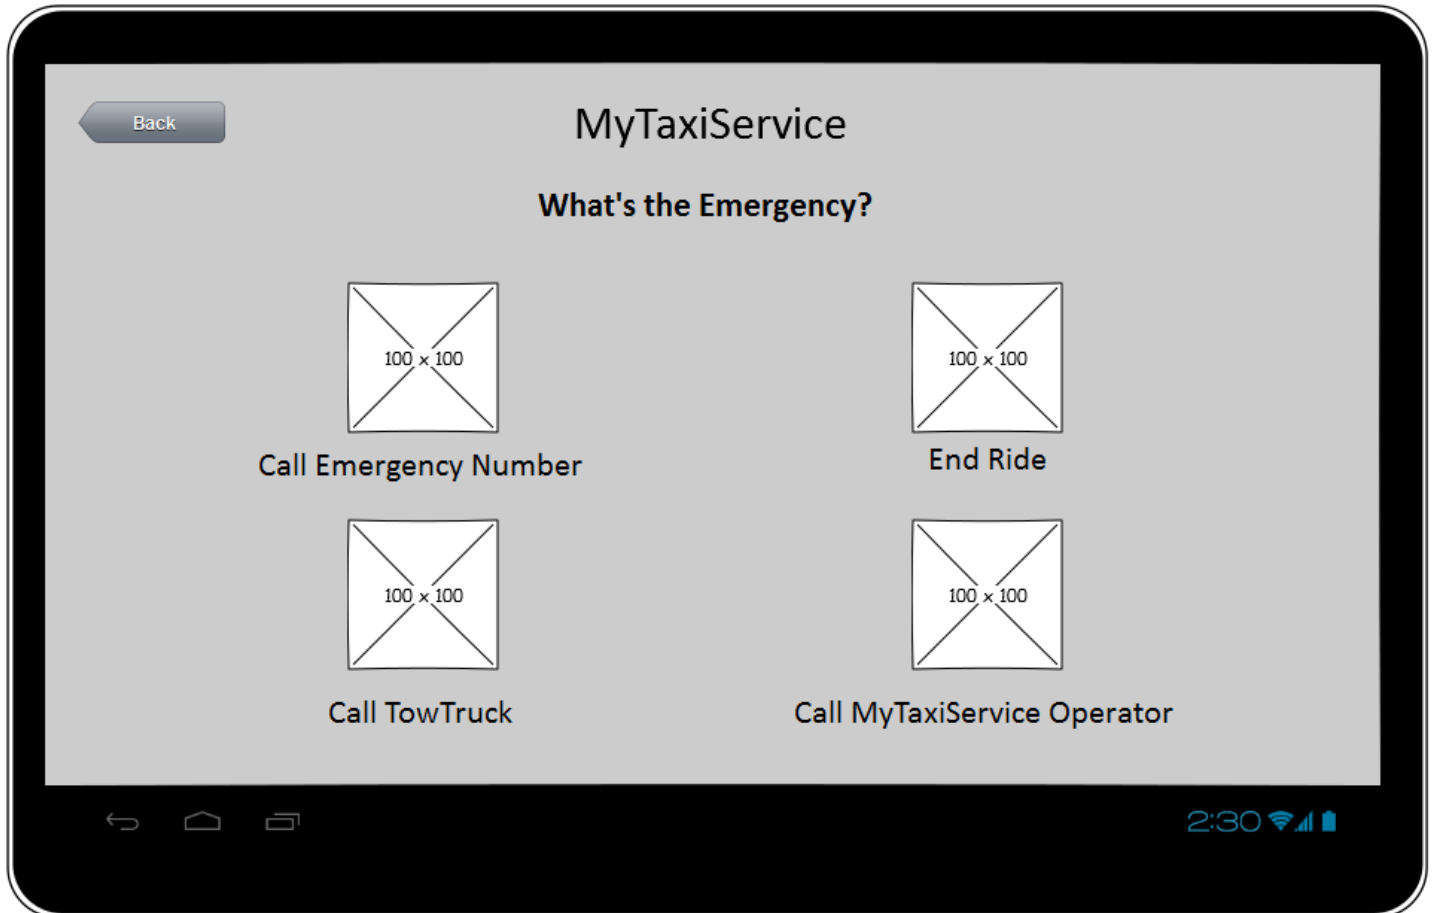 Back
MyTaxiService
What's the Emergency?
100 x 100
100 x 100
Call Emergency Number
End Ride
100 x 100
100 x 100
Call TowTruck
Call MyTaxiService Operator
2:30